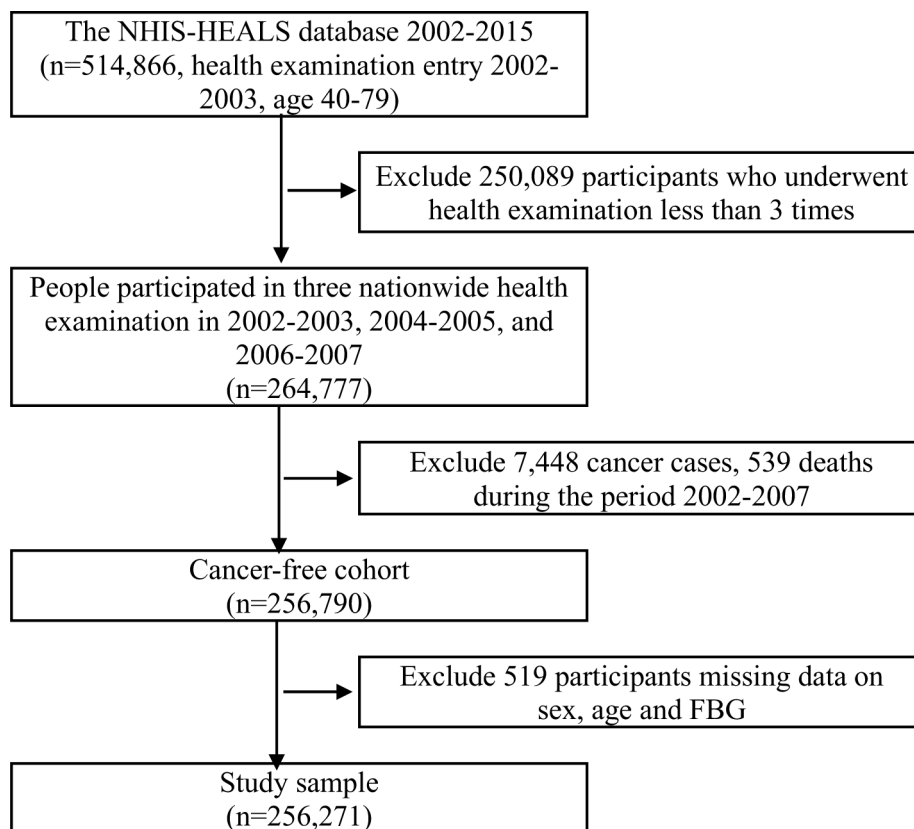 The NHIS-HEALS database 2002-2015
(n=514,866, health examination entry 2002-
2003, age 40-79)
Exclude 250,089 participants who underwent
health examination less than 3 times
People participated in three nationwide health
examination in 2002-2003, 2004-2005, and
2006-2007
(n=264,777)
Exclude 7,448 cancer cases, 539 deaths
during the period 2002-2007
Cancer-free cohort
(n=256,790)
Exclude 519 participants missing data on
sex, age and FBG
Study sample
(n=256,271)